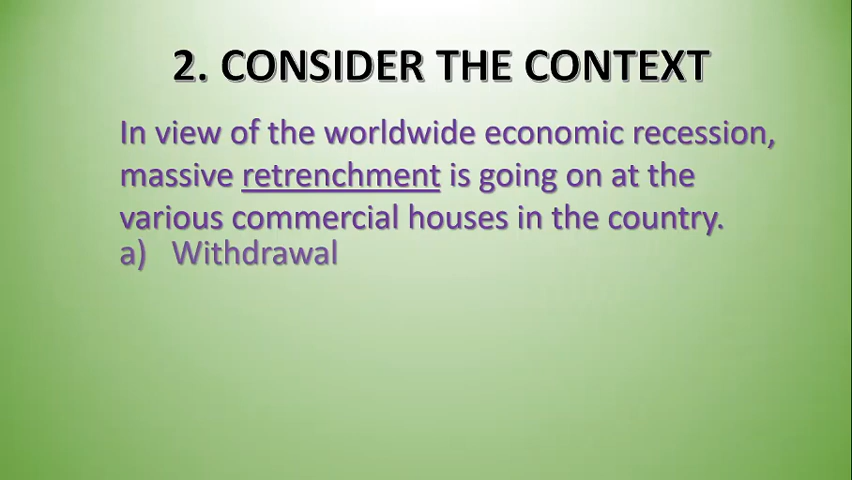 2. CONSIDER THE CONTEXT
In view of the worldwide economic recession,
massive retrenchment is going on at the
various commercial houses in the country.
a) Withdrawal